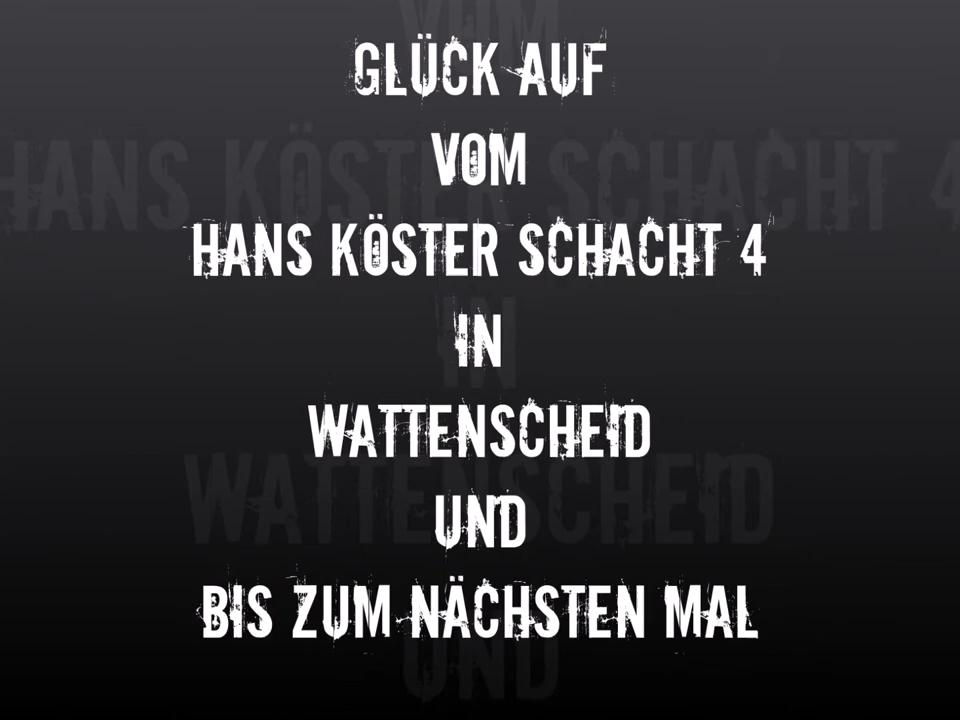 GLÜCK AUF
VOM
HANS KÖSTER SCHACHT 4
IN
WATTENSCHEID
UND
BIS ZUM NÄCHSTEN MAL